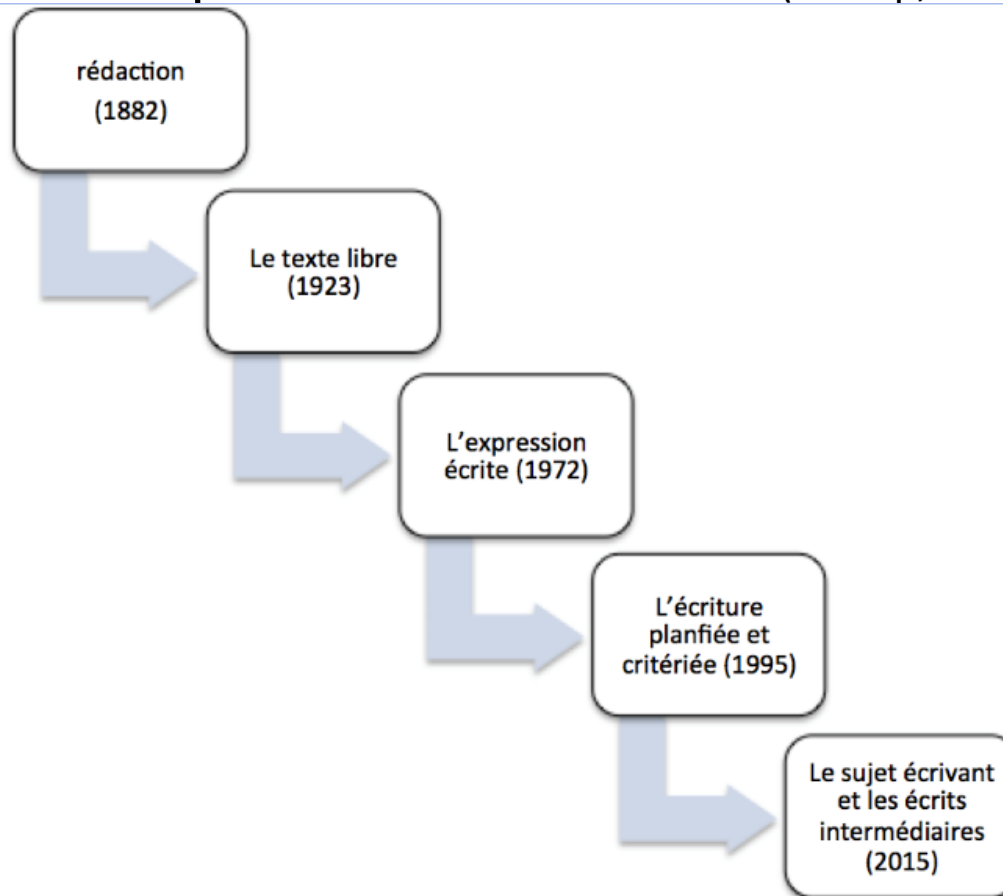 rédaction
(1882)
Le texte libre
(1923)
L'expression
écrite (1972)
L'écriture
planfiée et
critériée (1995)
Le sujet écrivant
et les écrits
intermédiaires
(2015)